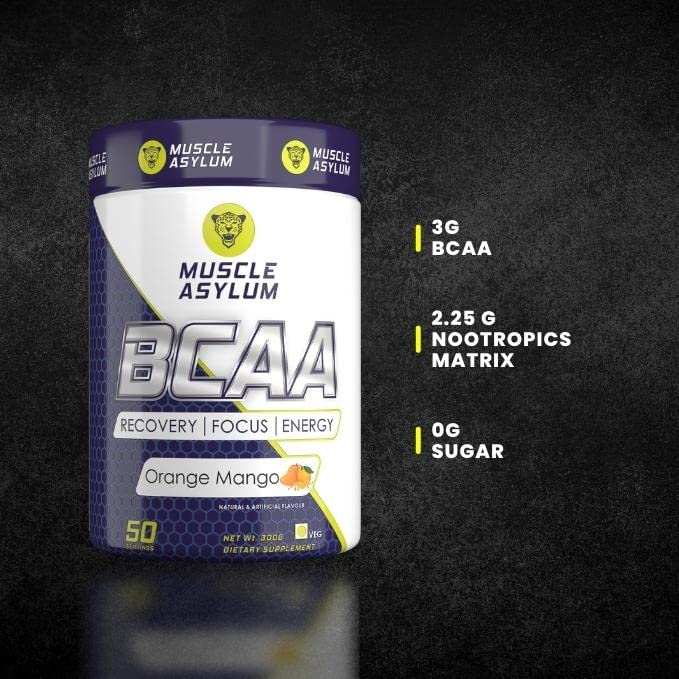 MUSCLE
ASYLUM
MUSCLE
ASYLUM
MUSCLE
ASYLUM
MUSCLE
ASYLUM
BCAA
RECOVERY | FOCUS | ENERGY
Orange Mango
NATURAL & ARTIFICIAL FLAVOUR
50
SERVINGS
NET Wt. 300G
VEG
DIETARY SUPPLEMENT
3G
BCAA
2.25 G
NOOTROPICS
MATRIX
0G
SUGAR